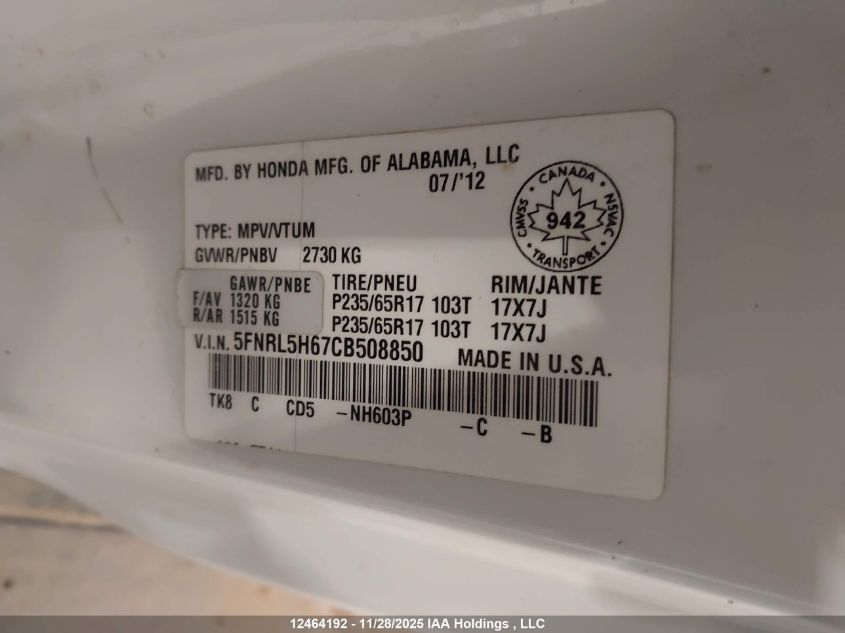 MFD. BY HONDA MFG. OF ALABAMA, LLC
07/'12
CANADA
CMVSS
942
NSVAC
TRANSPORT
TYPE: MPV/VTUM
GVWR/PNBV 2730 KG
GAWR/PNBE TIRE/PNEU RIM/JANTE
F/AV 1320 KG P235/65R17 103T 17X7J
R/AR 1515 KG P235/65R17 103T 17X7J
V.I.N. 5FNRL5H67CB508850 MADE IN U.S.A.
TK8 C CD5 -NH603P -C -B
12464192 - 11/28/2025 IAA Holdings , LLC